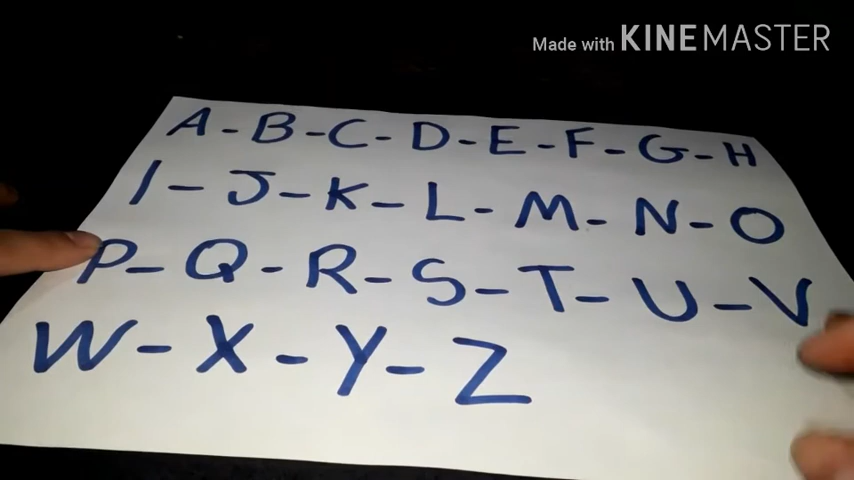 Made with KINEMASTER
A-B-C-D-E-F-G-H
I-J-K-L-M-N-O
P-Q-R-S-T-U-V
W-X-Y-Z